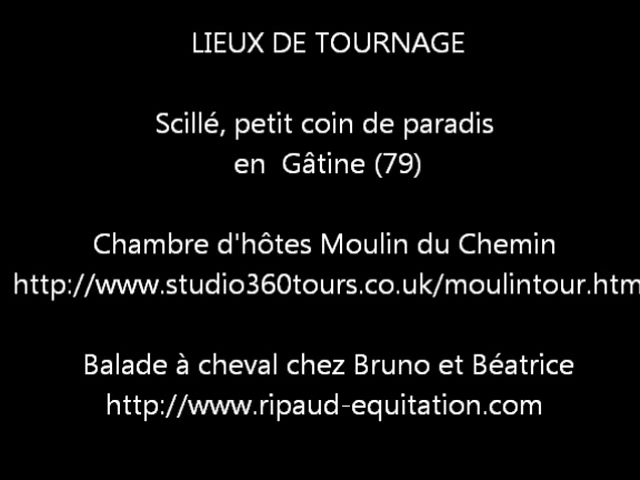 LIEUX DE TOURNAGE
Scillé, petit coin de paradis
en Gâtine (79)
Chambre d'hôtes Moulin du Chemin
http://www.studio360tours.co.uk/moulintour.htm
Balade à cheval chez Bruno et Béatrice
http://www.ripaud-equitation.com